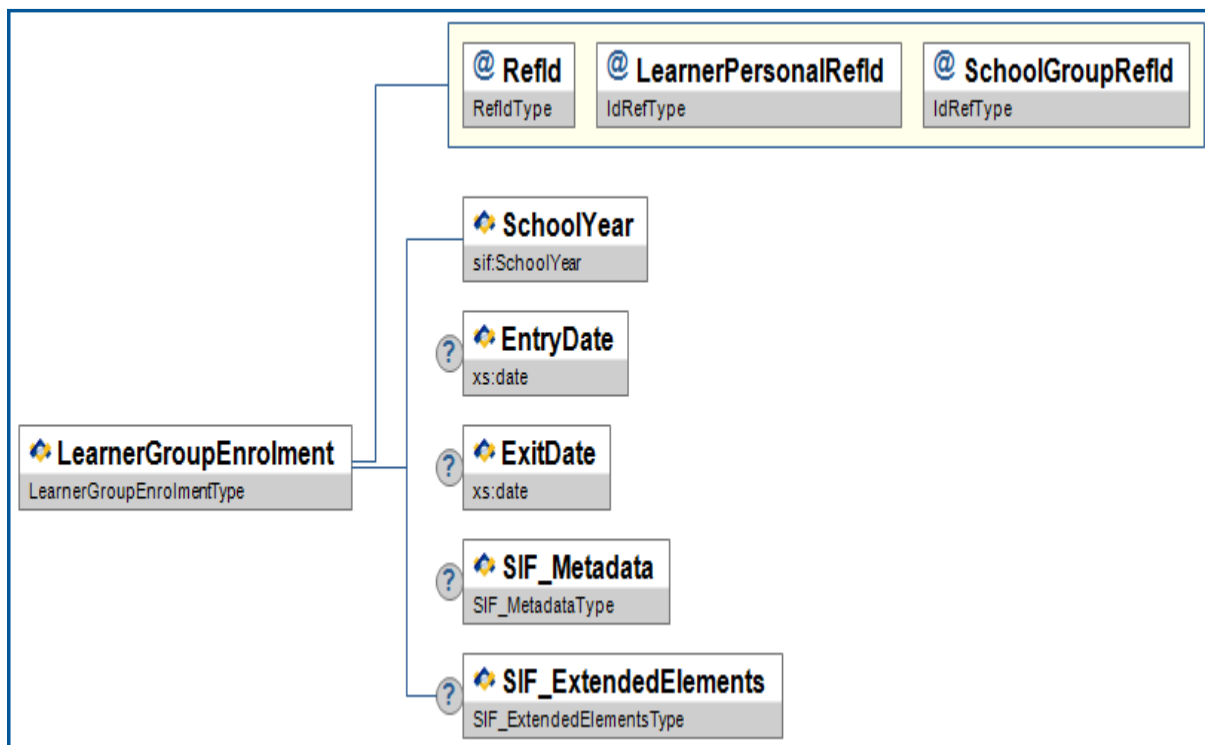 @ RefId
RefIdType
@ LearnerPersonalRefId
IdRefType
@ SchoolGroupRefId
IdRefType
SchoolYear
sif:SchoolYear
? EntryDate
xs:date
LearnerGroupEnrolment
LearnerGroupEnrolmentType
? ExitDate
xs:date
? SIF_Metadata
SIF_MetadataType
? SIF_ExtendedElements
SIF_ExtendedElementsType